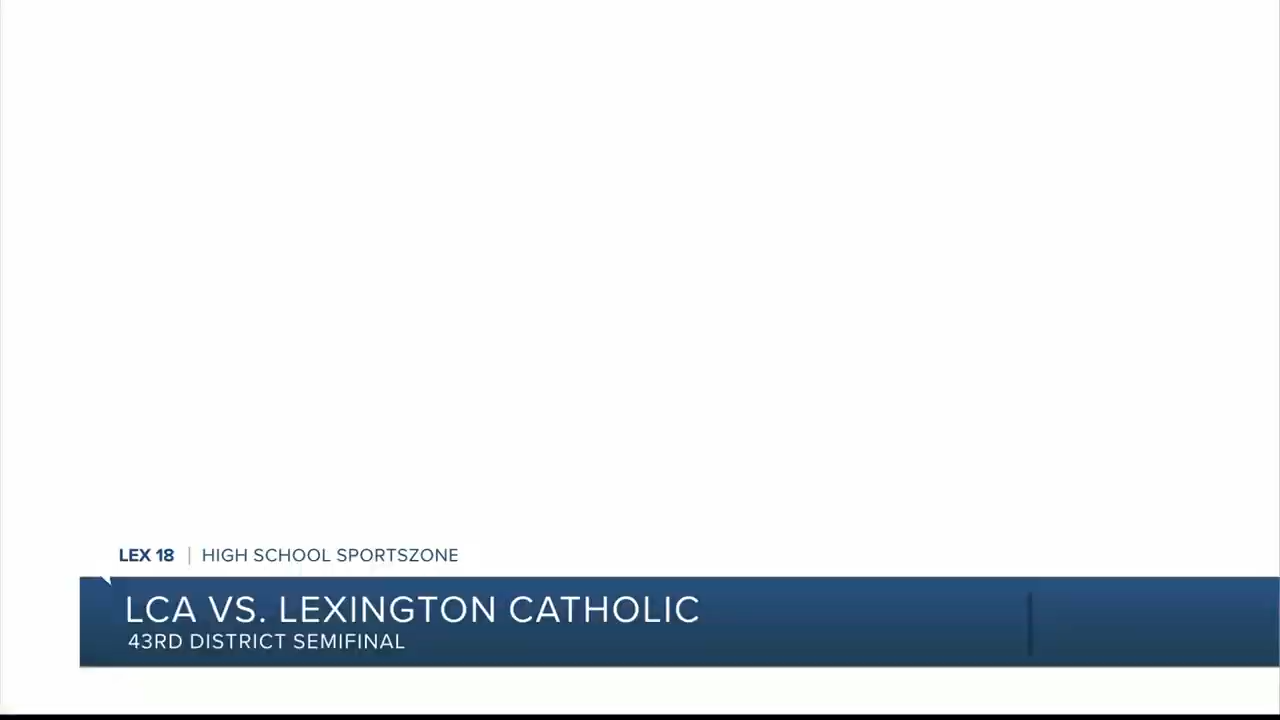 LEX 18 | HIGH SCHOOL SPORTSZONE
LCA VS. LEXINGTON CATHOLIC
43RD DISTRICT SEMIFINAL